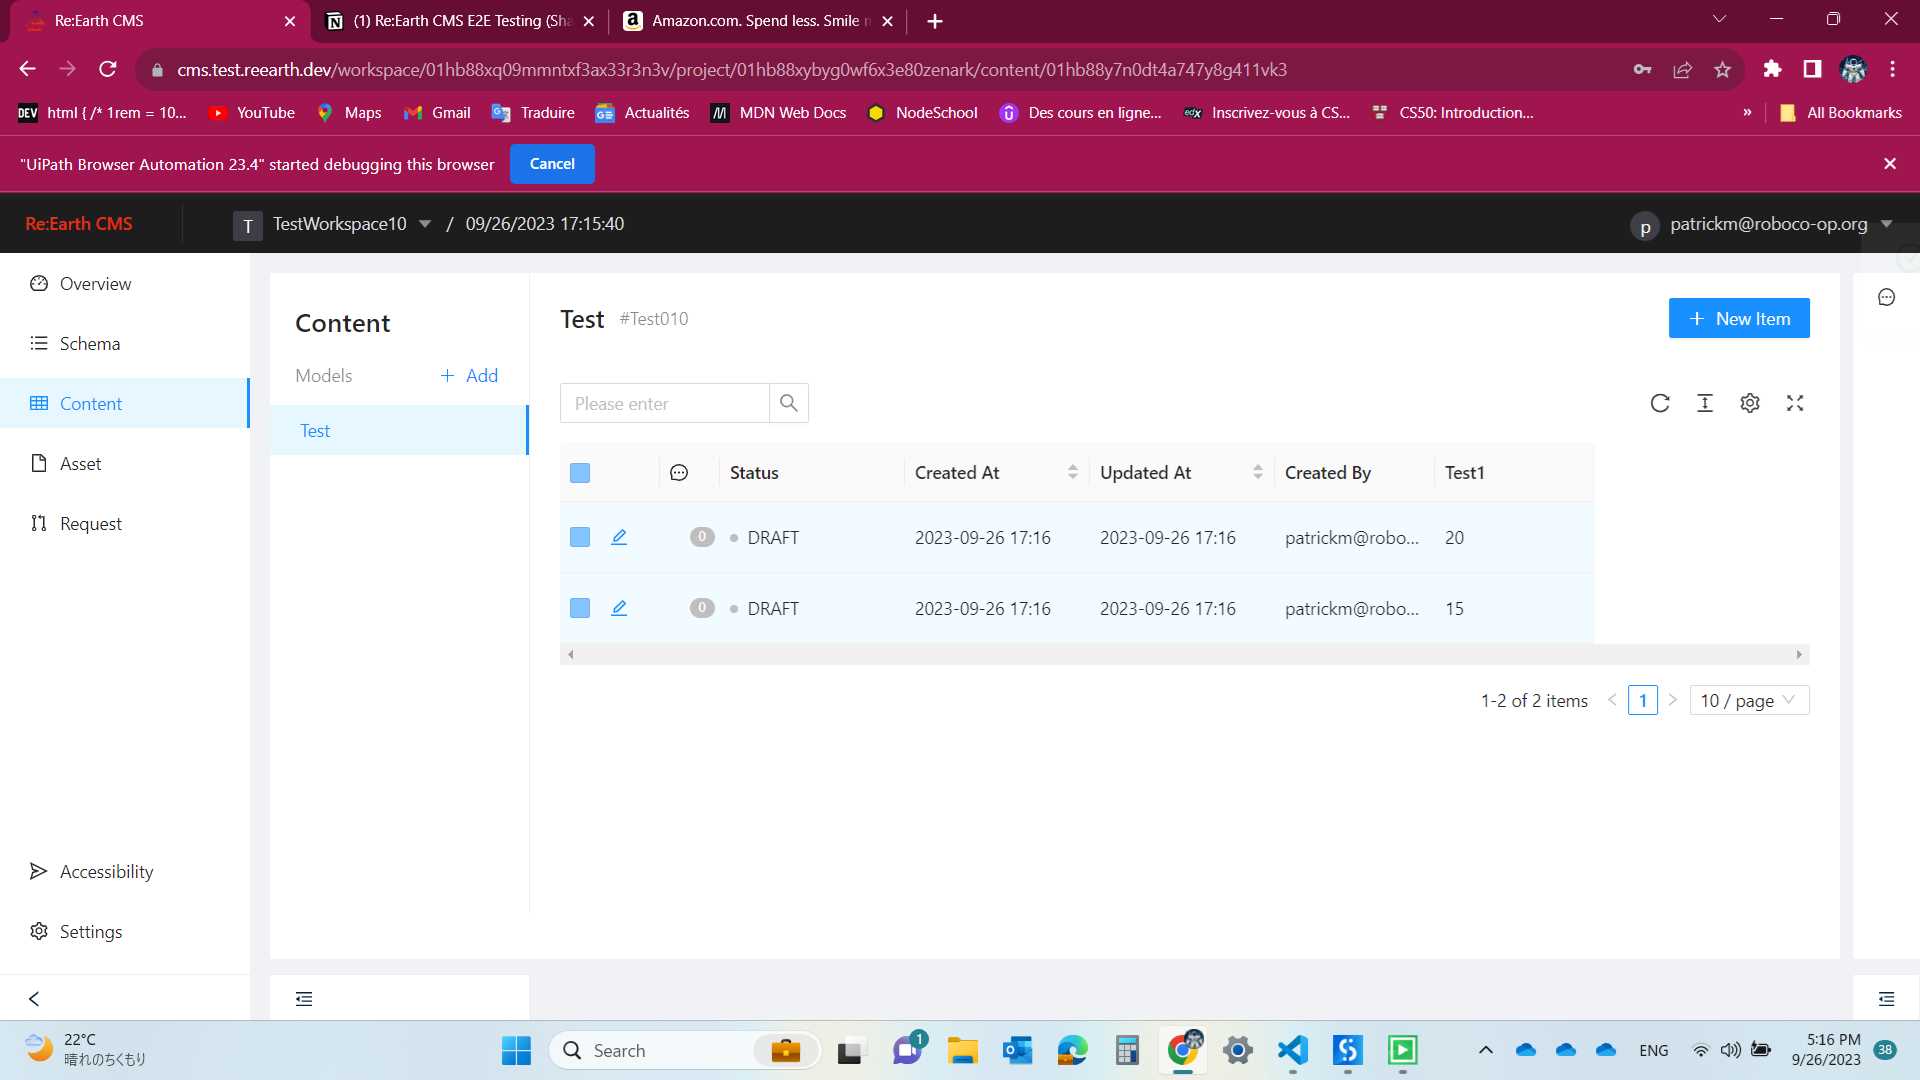 Re:Earth CMS
(1) Re:Earth CMS E2E Testing (Sha
Amazon.com. Spend less. Smile m
cms.test.reearth.dev/workspace/01hb88xq09mmntxf3ax33r3n3v/project/01hb88xybyg0wf6x3e80zenark/content/01hb88y7n0dt4a747y8g411vk3
DEV html { /* 1rem = 10... YouTube Maps Gmail Traduire Actualités MDN Web Docs NodeSchool Des cours en ligne... edX Inscrivez-vous à CS... CS50: Introduction... » All Bookmarks
"UiPath Browser Automation 23.4" started debugging this browser Cancel
Re:Earth CMS T TestWorkspace10 / 09/26/2023 17:15:40 p patrickm@roboco-op.org
Overview
Schema
Content
Asset
Request
Accessibility
Settings
Content
Models + Add
Test
Test #Test010
+ New Item
Please enter
Status Created At Updated At Created By Test1
0 DRAFT 2023-09-26 17:16 2023-09-26 17:16 patrickm@robo... 20
0 DRAFT 2023-09-26 17:16 2023-09-26 17:16 patrickm@robo... 15
1-2 of 2 items < 1 > 10 / page
22°C
晴れのちくもり
Search
1
ENG
5:16 PM
9/26/2023
38